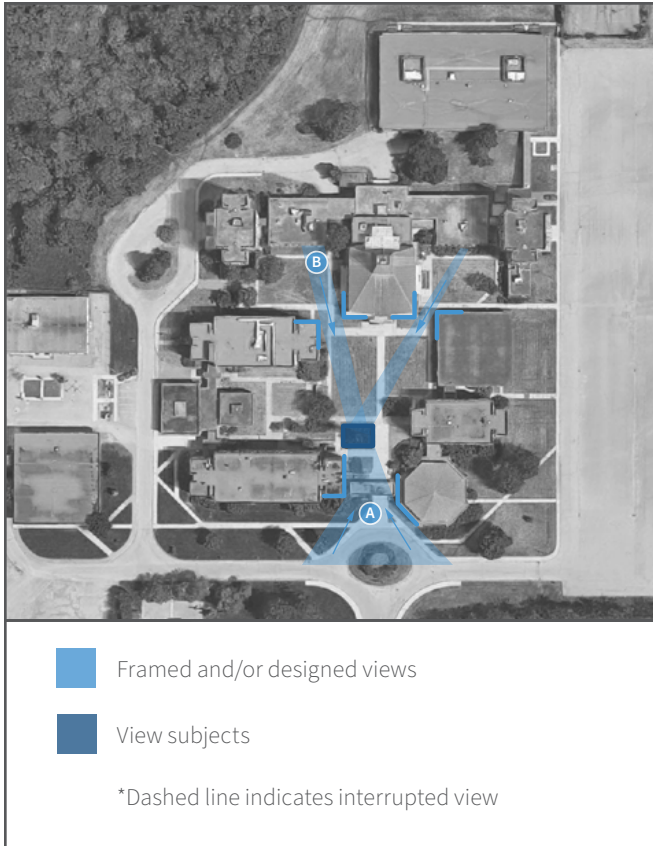 B
A
Framed and/or designed views
View subjects
*Dashed line indicates interrupted view